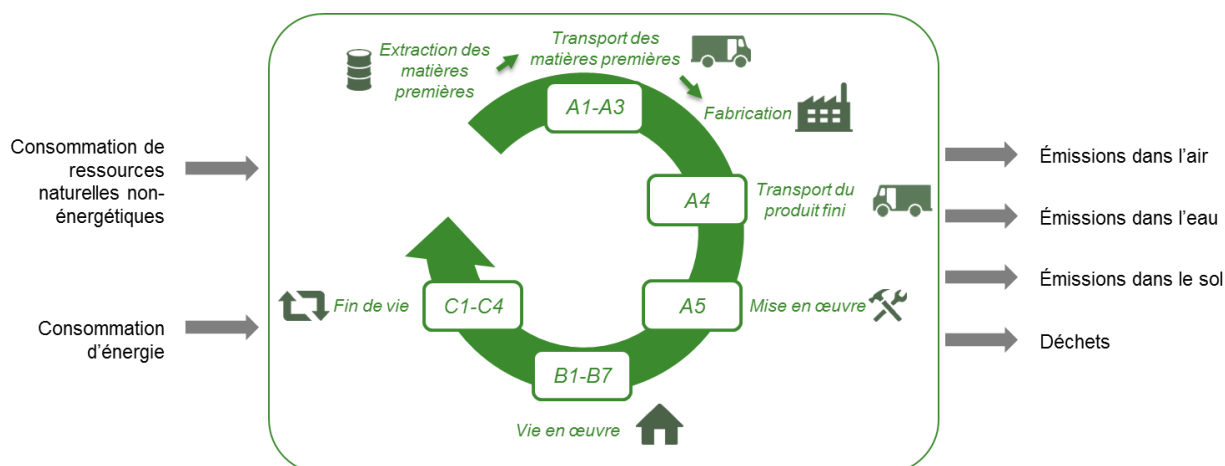 Consommation de
ressources
naturelles non-
énergétiques
Consommation
d’énergie
Extraction des
matières
premières
Transport des
matières premières
A1-A3
Fabrication
A4
Transport du
produit fini
A5
Mise en œuvre
B1-B7
Vie en œuvre
C1-C4
Fin de vie
Émissions dans l’air
Émissions dans l’eau
Émissions dans le sol
Déchets